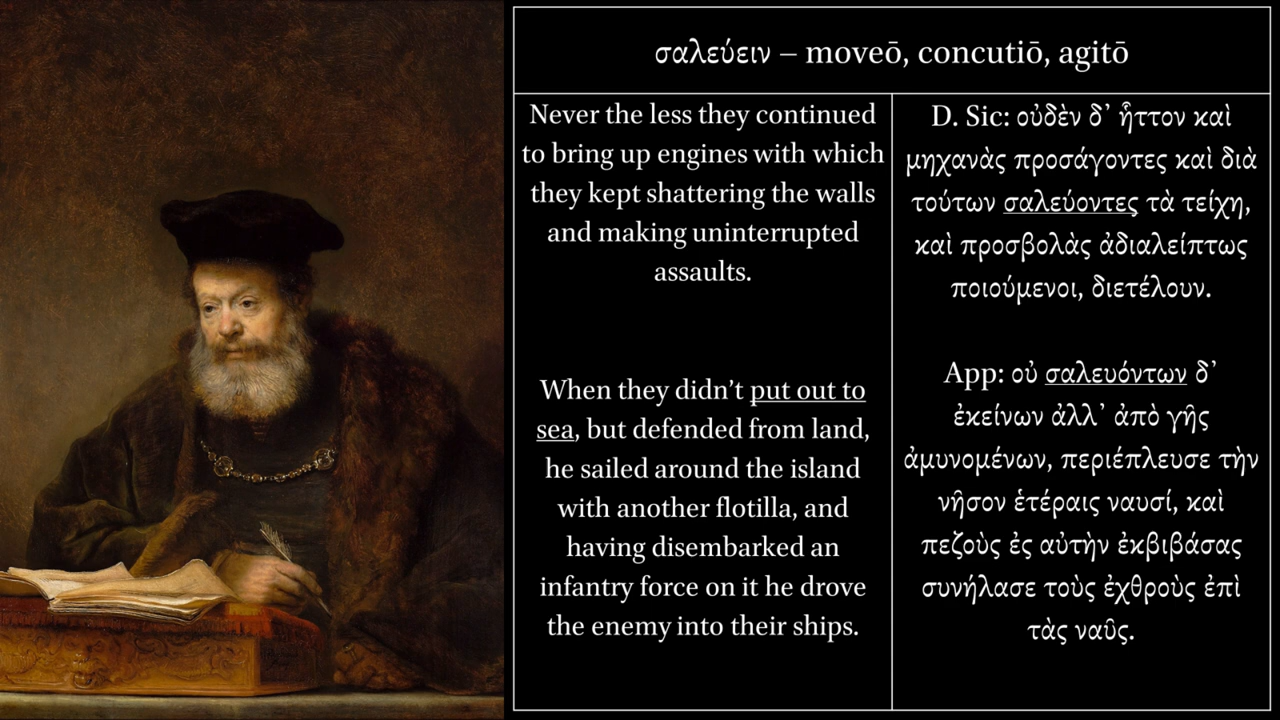 σαλεύειν – moveō, concutiō, agitō
Never the less they continued
to bring up engines with which
they kept shattering the walls
and making uninterrupted
assaults.
When they didn’t put out to
sea, but defended from land,
he sailed around the island
with another flotilla, and
having disembarked an
infantry force on it he drove
the enemy into their ships.
D. Sic: οὐδὲν δ’ ἧττον καὶ
μηχανὰς προσάγοντες καὶ διὰ
τούτων σαλεύοντες τὰ τείχη,
καὶ προσβολὰς ἀδιαλείπτως
ποιούμενοι, διετέλουν.
App: οὐ σαλευόντων δ’
ἐκείνων ἀλλ’ ἀπὸ γῆς
ἀμυνομένων, περιέπλευσε τὴν
νῆσον ἑτέραις ναυσί, καὶ
πεζοὺς ἐς αὐτὴν ἐκβιβάσας
συνήλασε τοὺς ἐχθροὺς ἐπὶ
τὰς ναῦς.